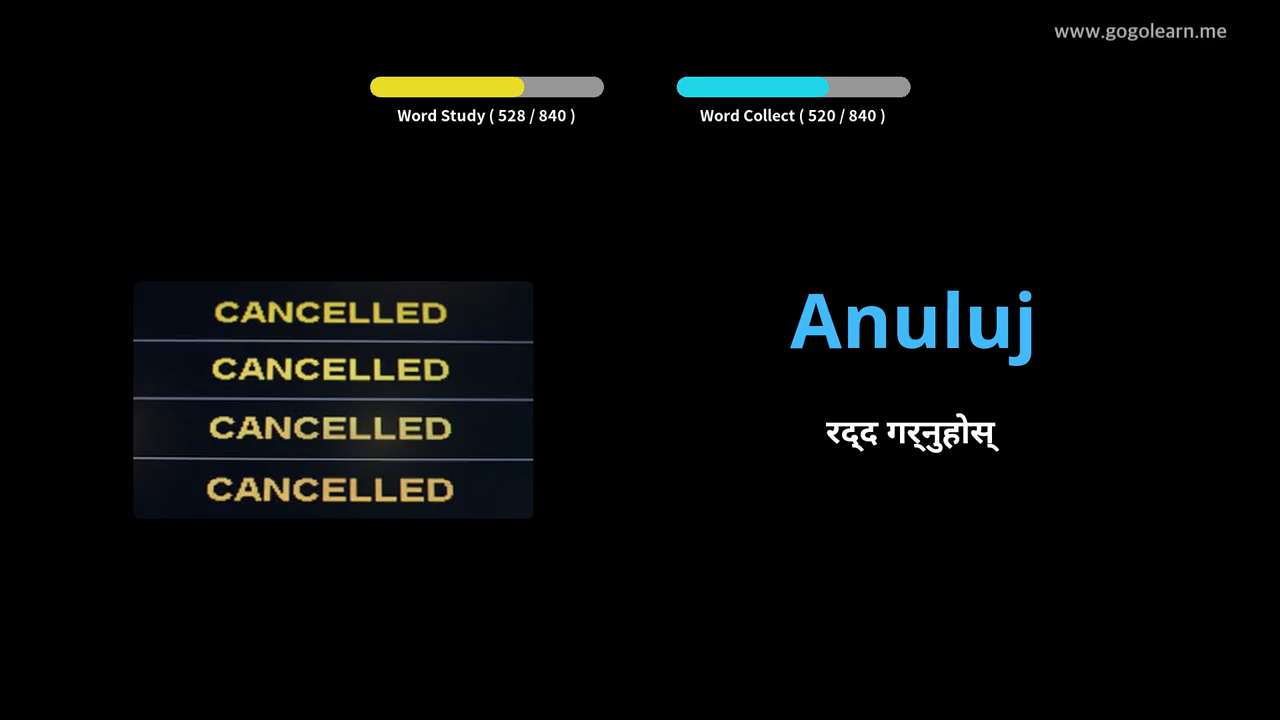 www.gogolearn.me
Word Study ( 528 / 840 )
Word Collect ( 520 / 840 )
CANCELLED
CANCELLED
CANCELLED
CANCELLED
Anuluj
रद्द गर्नुहोस्